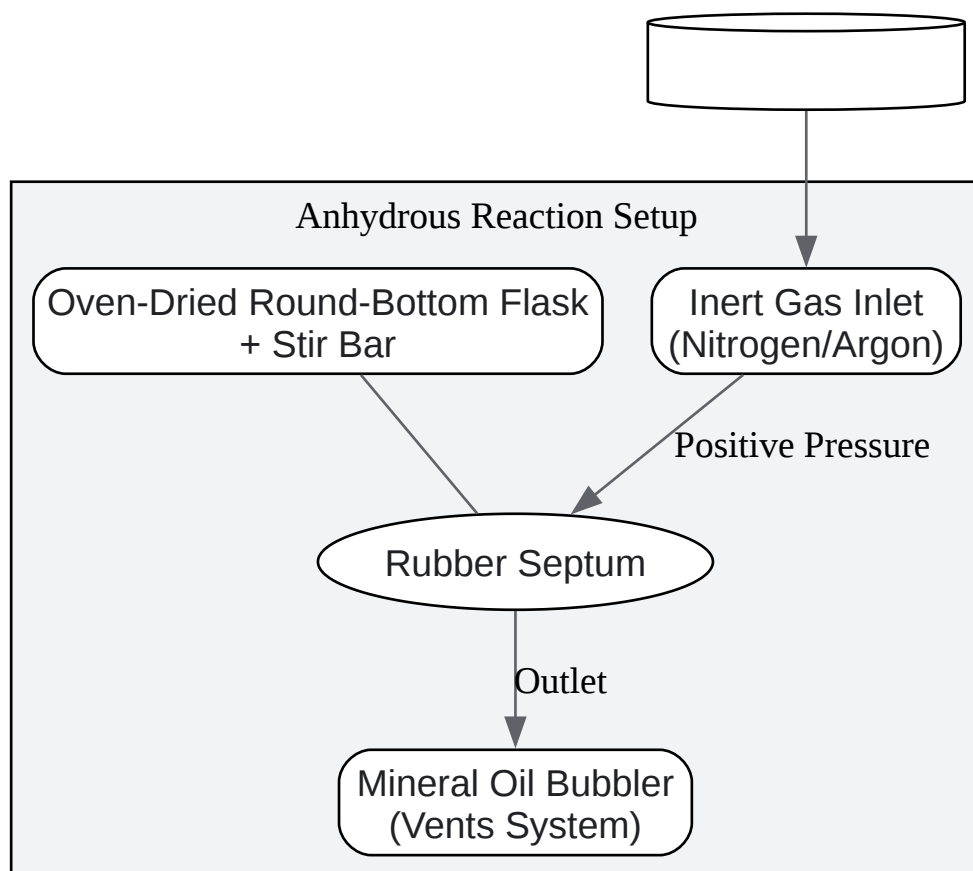 Anhydrous Reaction Setup
Oven-Dried Round-Bottom Flask
+ Stir Bar
Inert Gas Inlet
(Nitrogen/Argon)
Positive Pressure
Rubber Septum
Outlet
Mineral Oil Bubbler
(Vents System)